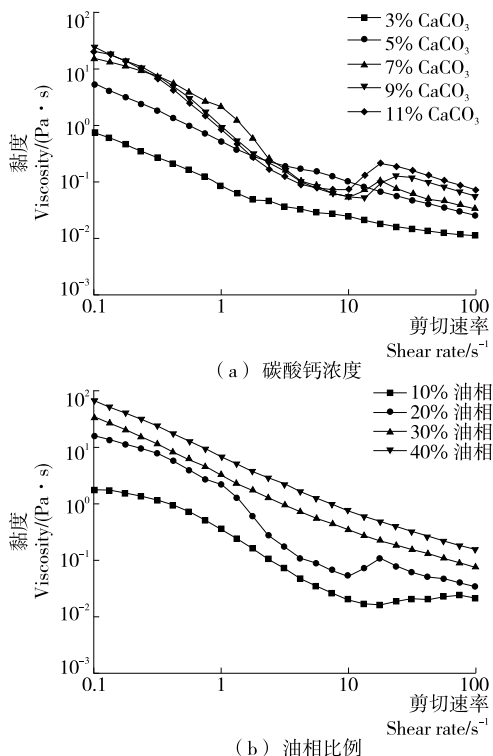 10²
10¹
10⁰
10⁻¹
10⁻²
10⁻³
黏度
Viscosity/(Pa·s)
3% CaCO₃
5% CaCO₃
7% CaCO₃
9% CaCO₃
11% CaCO₃
0.1 1 10 100
剪切速率
Shear rate/s⁻¹
(a) 碳酸钙浓度
10²
10¹
10⁰
10⁻¹
10⁻²
10⁻³
黏度
Viscosity/(Pa·s)
10% 油相
20% 油相
30% 油相
40% 油相
0.1 1 10 100
剪切速率
Shear rate/s⁻¹
(b) 油相比例